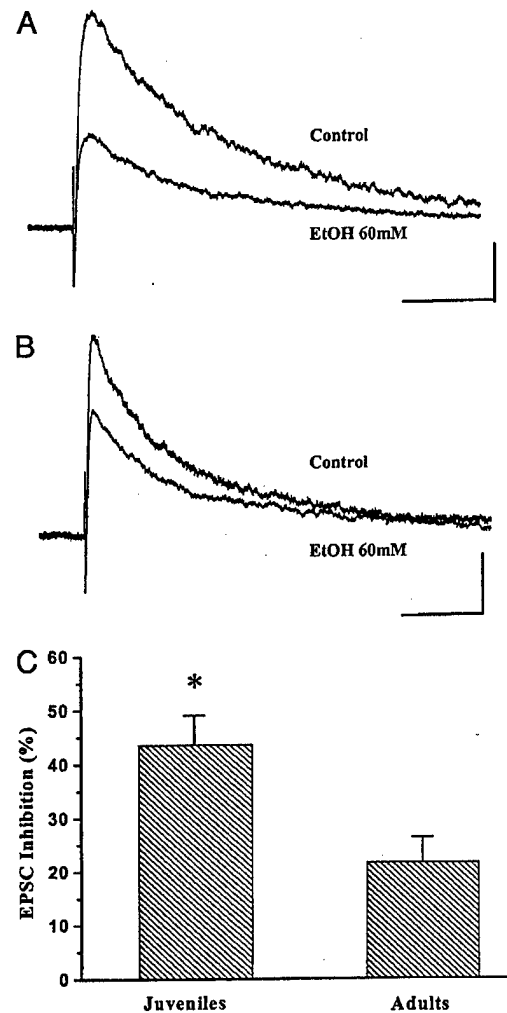 A
Control
EtOH 60mM
B
Control
EtOH 60mM
C
60
*
50
40
30
20
10
0
EPSC Inhibition (%)
Juveniles
Adults